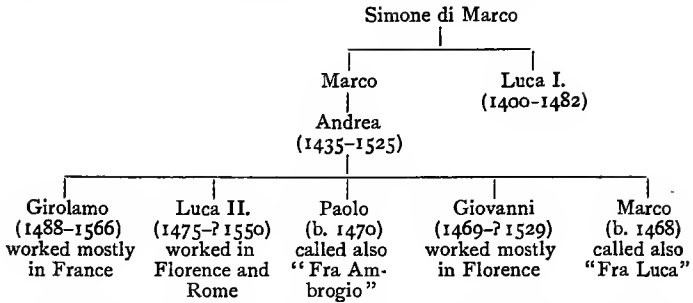 Simone di Marco
Marco
Luca I.
(1400–1482)
Andrea
(1435–1525)
Girolamo
(1488–1566)
worked mostly
in France
Luca II.
(1475–? 1550)
worked in
Florence and
Rome
Paolo
(b. 1470)
called also
“Fra Am-
brogio”
Giovanni
(1469–? 1529)
worked mostly
in Florence
Marco
(b. 1468)
called also
“Fra Luca”